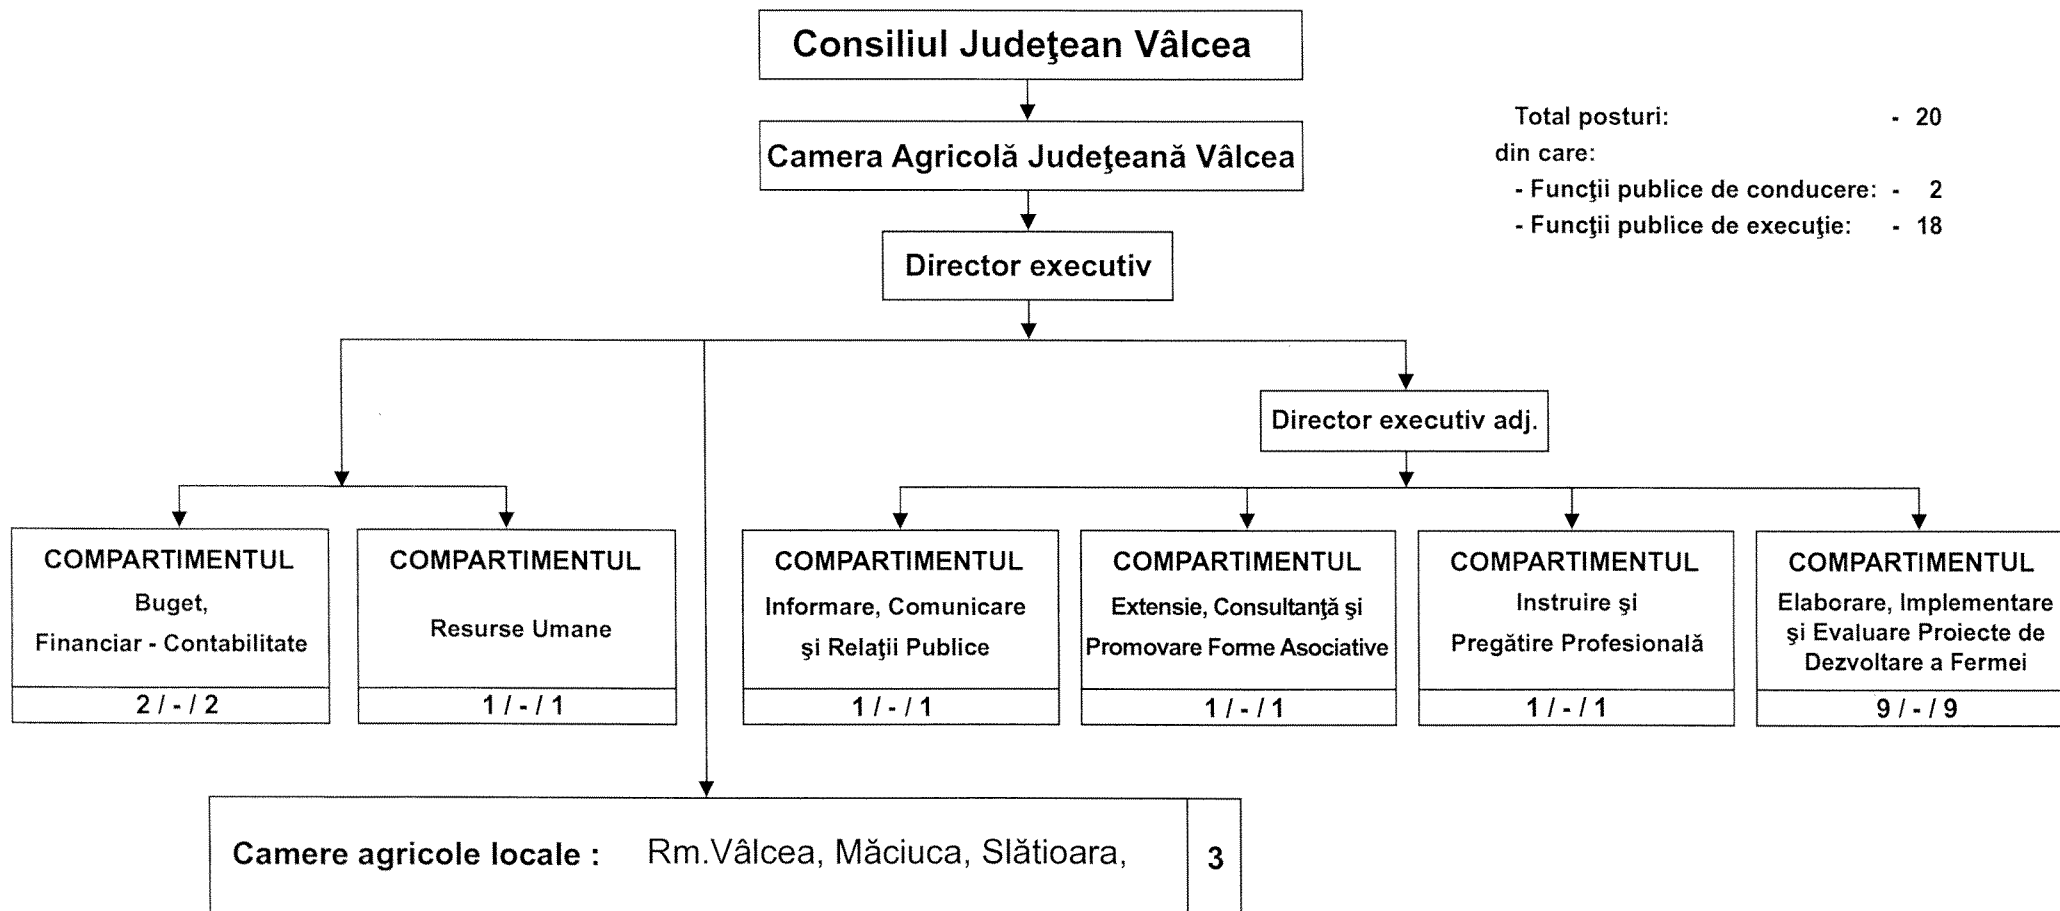 Consiliul Judeţean Vâlcea
Camera Agricolă Judeţeană Vâlcea
Total posturi: - 20
din care:
- Funcţii publice de conducere: - 2
- Funcţii publice de execuţie: - 18
Director executiv
Director executiv adj.
COMPARTIMENTUL
Buget,
Financiar - Contabilitate
2 / - / 2
COMPARTIMENTUL
Resurse Umane
1 / - / 1
COMPARTIMENTUL
Informare, Comunicare
şi Relaţii Publice
1 / - / 1
COMPARTIMENTUL
Extensie, Consultanţă şi
Promovare Forme Asociative
1 / - / 1
COMPARTIMENTUL
Instruire şi
Pregătire Profesională
1 / - / 1
COMPARTIMENTUL
Elaborare, Implementare
şi Evaluare Proiecte de
Dezvoltare a Fermei
9 / - / 9
Camere agricole locale : Rm.Vâlcea, Măciuca, Slătioara, 3